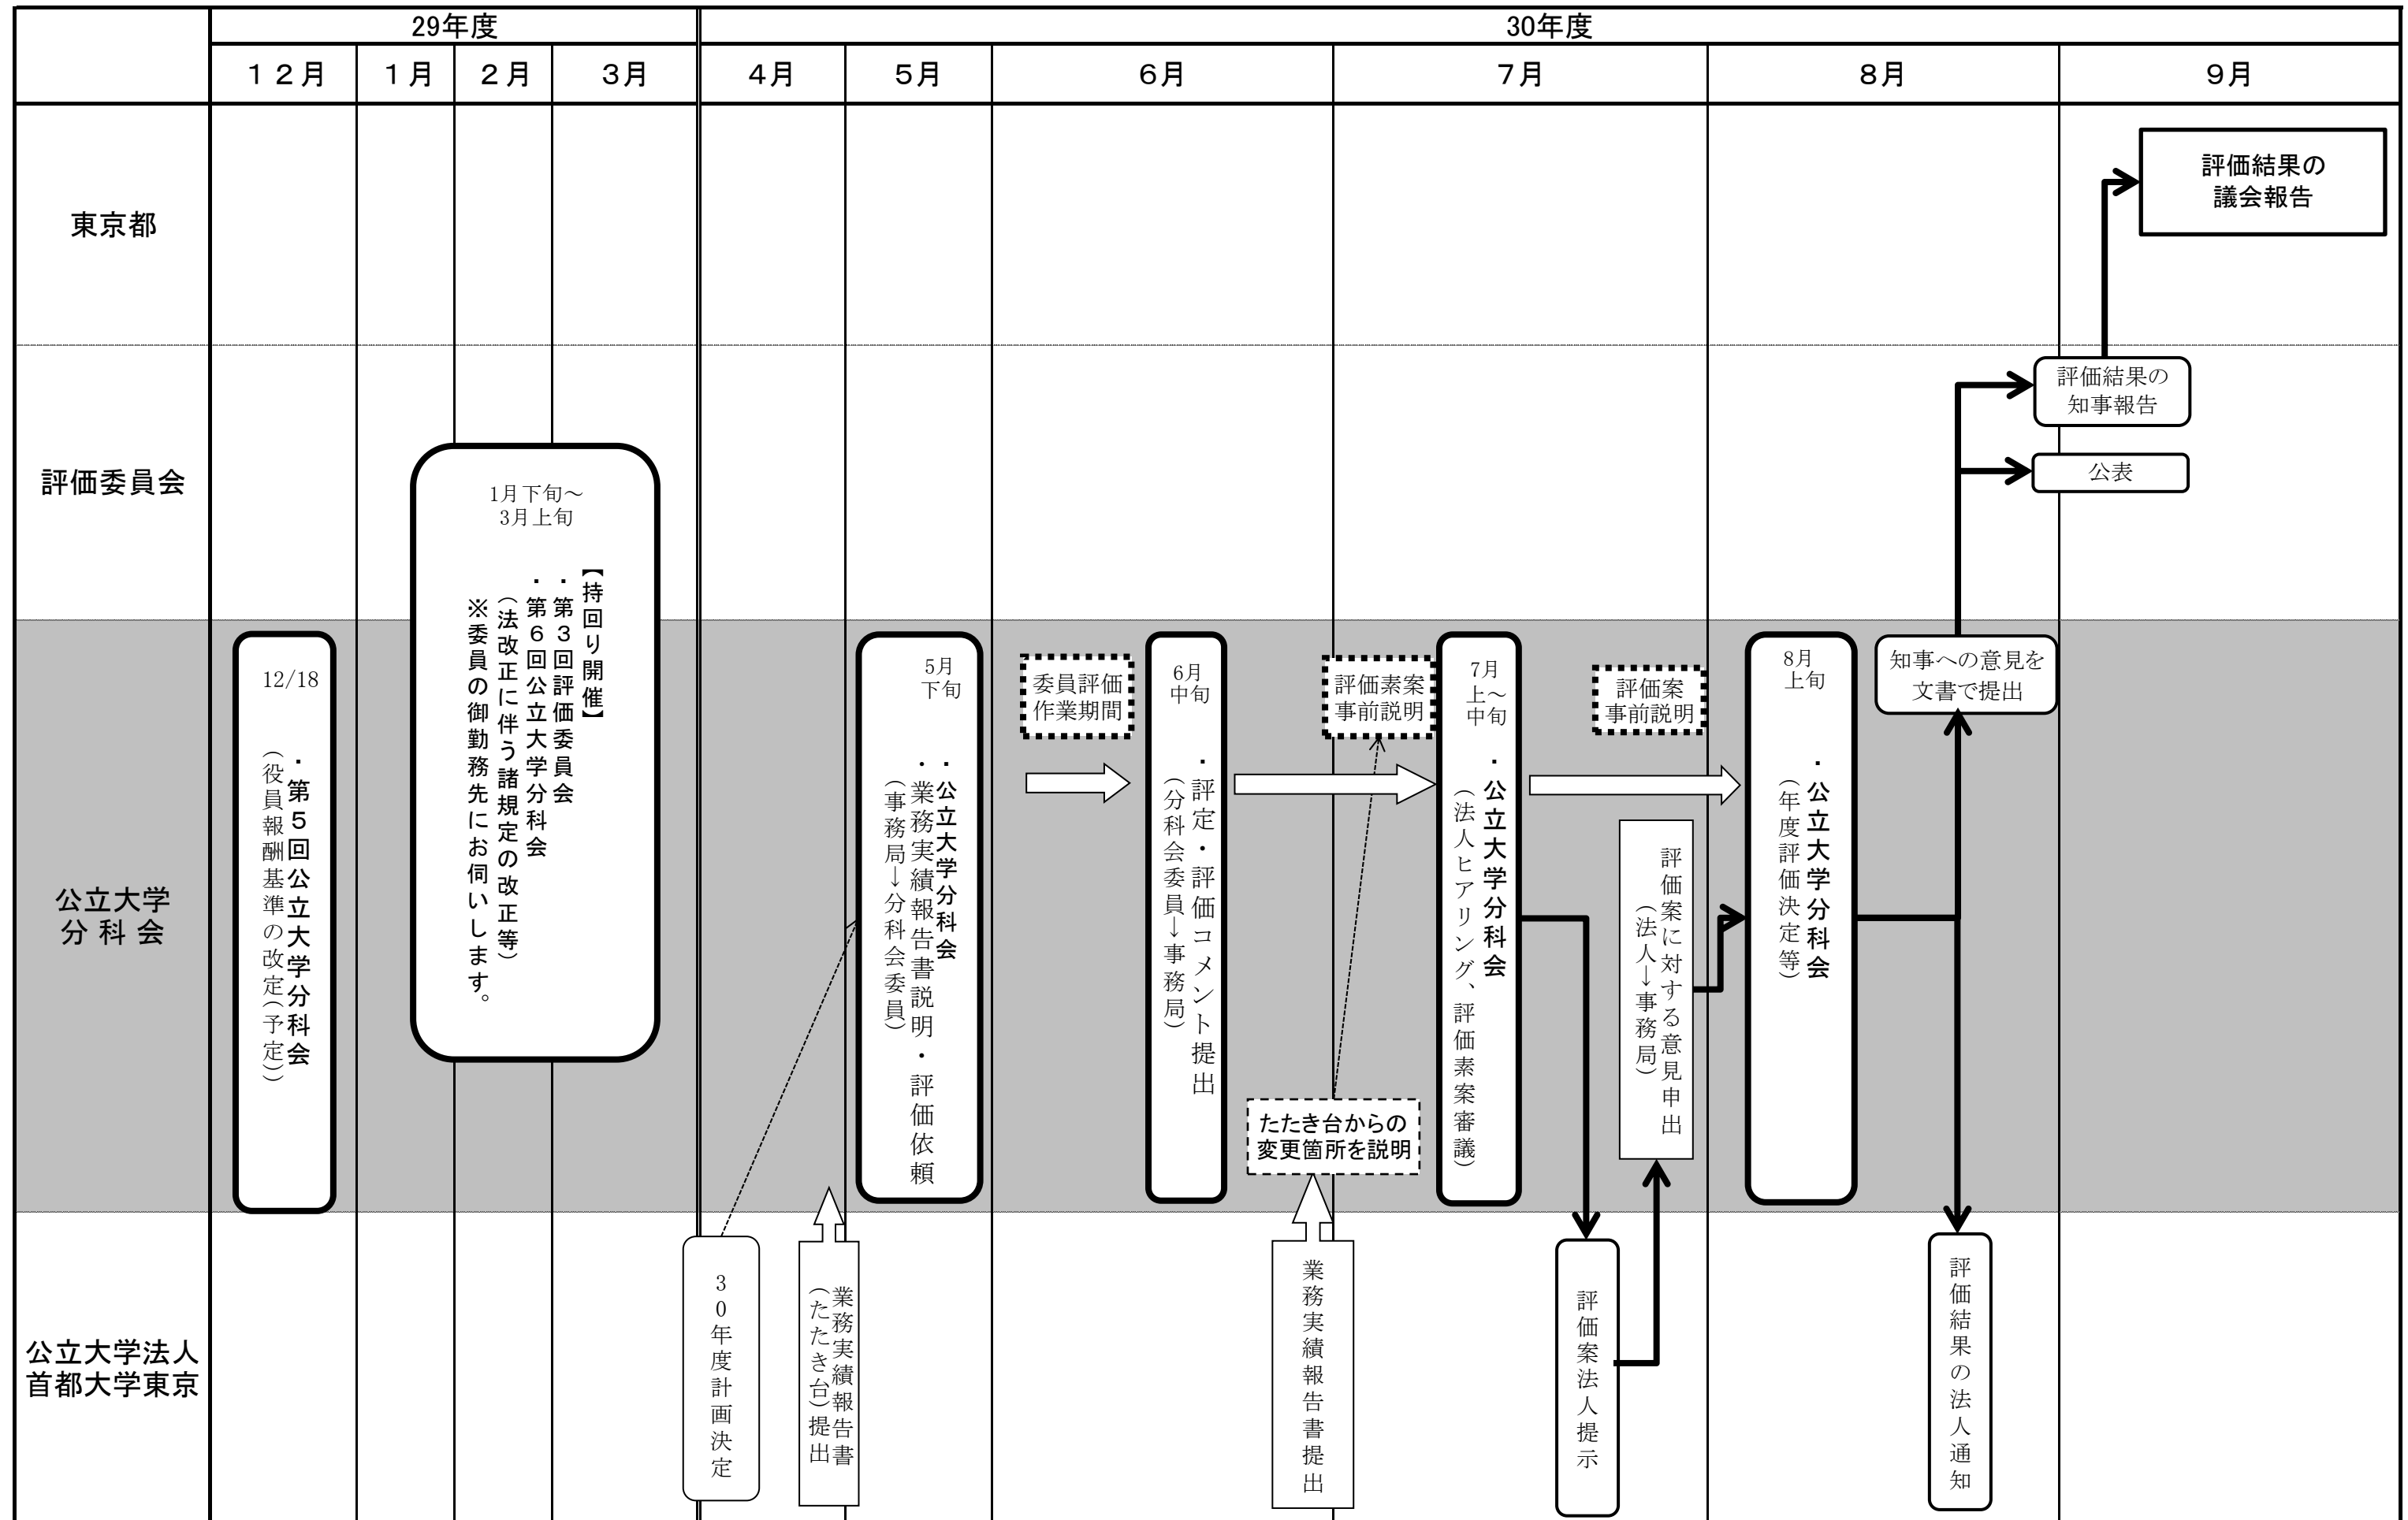 29年度
30年度
１２月
１月
２月
３月
４月
５月
６月
７月
８月
９月
東京都
評価結果の
議会報告
評価委員会
評価結果の
知事報告
公表
1月下旬～
3月上旬
【持回り開催】
・第３回評価委員会
・第６回公立大学分科会
（法改正に伴う諸規定の改正等）
※委員の御勤務先にお伺いします。
公立大学
分科会
12/18
・第５回公立大学分科会
（役員報酬基準の改定（予定））
5月
下旬
・公立大学分科会
・業務実績報告書説明・評価依頼
（事務局→分科会委員）
委員評価
作業期間
6月
中旬
・評定・評価コメント提出
（分科会委員→事務局）
評価素案
事前説明
たたき台からの
変更箇所を説明
7月
上～
中旬
・公立大学分科会
（法人ヒアリング、評価素案審議）
評価案
事前説明
評価案に対する意見申出
（法人→事務局）
8月
上旬
・公立大学分科会
（年度評価決定等）
知事への意見を
文書で提出
公立大学法人
首都大学東京
30年度計画決定
業務実績報告書
（たたき台）提出
業務実績報告書提出
評価案法人提示
評価結果の法人通知